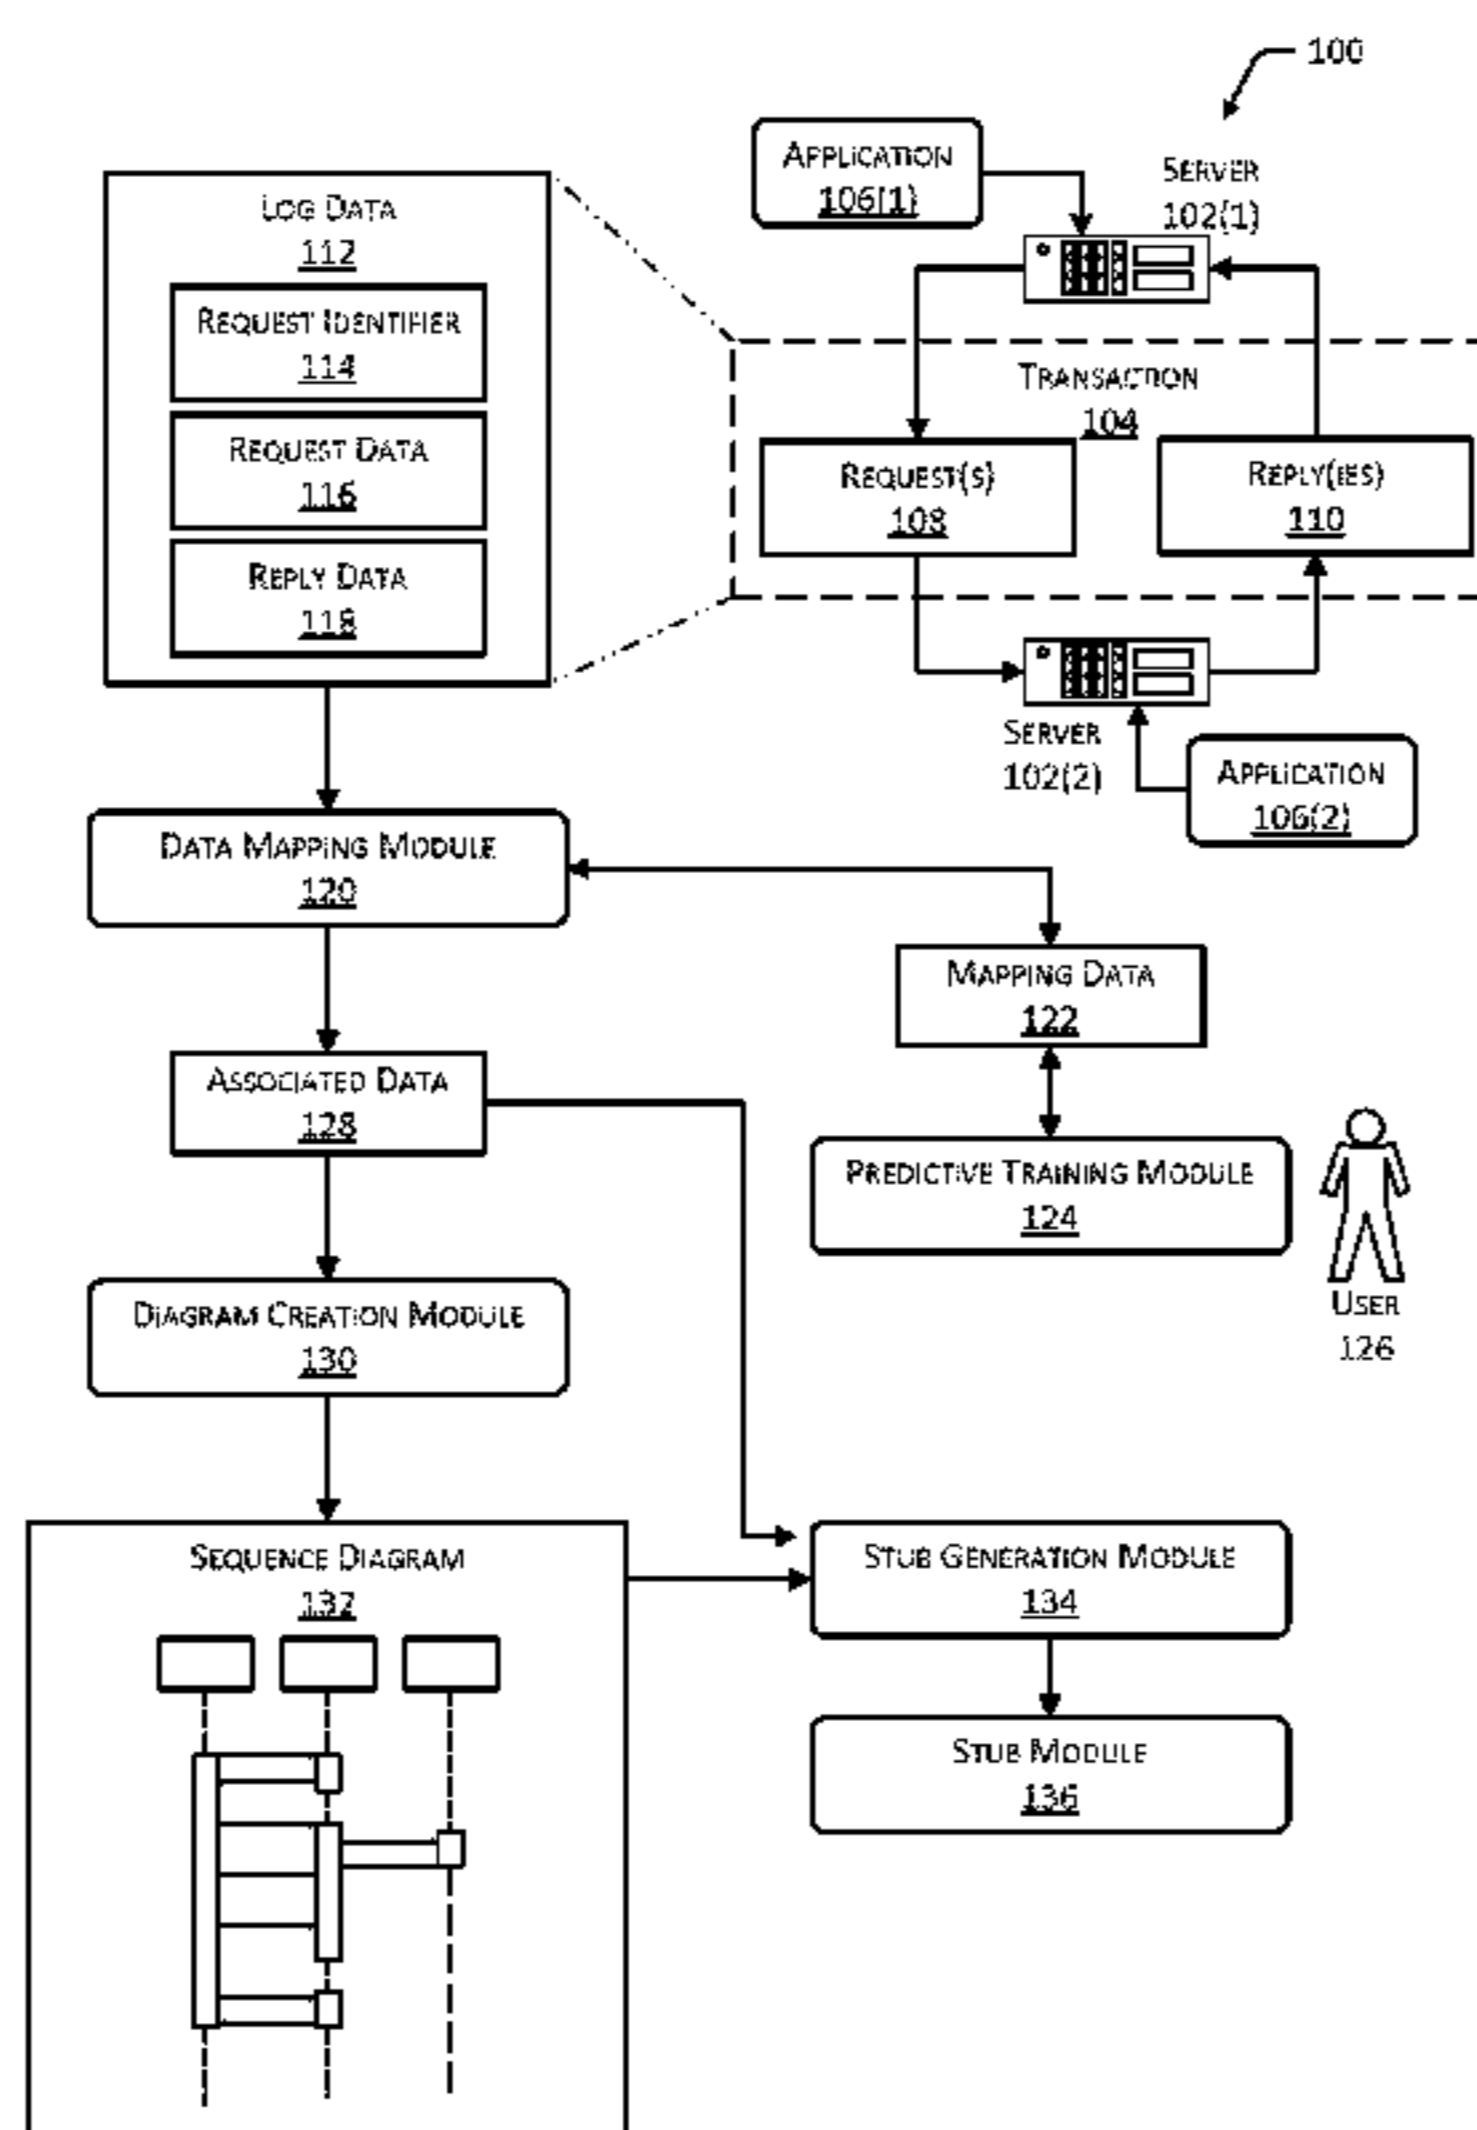 100
APPLICATION
106(1)
SERVER
102(1)
LOG DATA
112
REQUEST IDENTIFIER
114
REQUEST DATA
116
REPLY DATA
118
TRANSACTION
104
REQUEST(S)
108
REPLY(IES)
110
SERVER
102(2)
APPLICATION
106(2)
DATA MAPPING MODULE
120
MAPPING DATA
122
ASSOCIATED DATA
128
PREDICTIVE TRAINING MODULE
124
USER
126
DIAGRAM CREATION MODULE
130
SEQUENCE DIAGRAM
132
STUB GENERATION MODULE
134
STUB MODULE
136